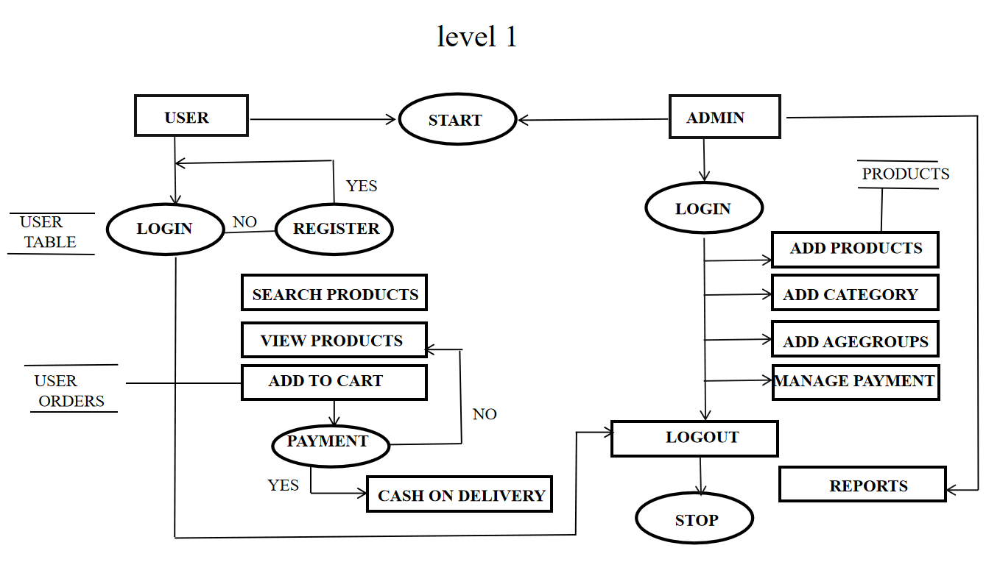 level 1
USER
START
ADMIN
YES
PRODUCTS
USER
TABLE
LOGIN
NO
REGISTER
LOGIN
ADD PRODUCTS
SEARCH PRODUCTS
ADD CATEGORY
VIEW PRODUCTS
ADD AGEGROUPS
USER
ORDERS
ADD TO CART
MANAGE PAYMENT
NO
PAYMENT
LOGOUT
YES
CASH ON DELIVERY
REPORTS
STOP